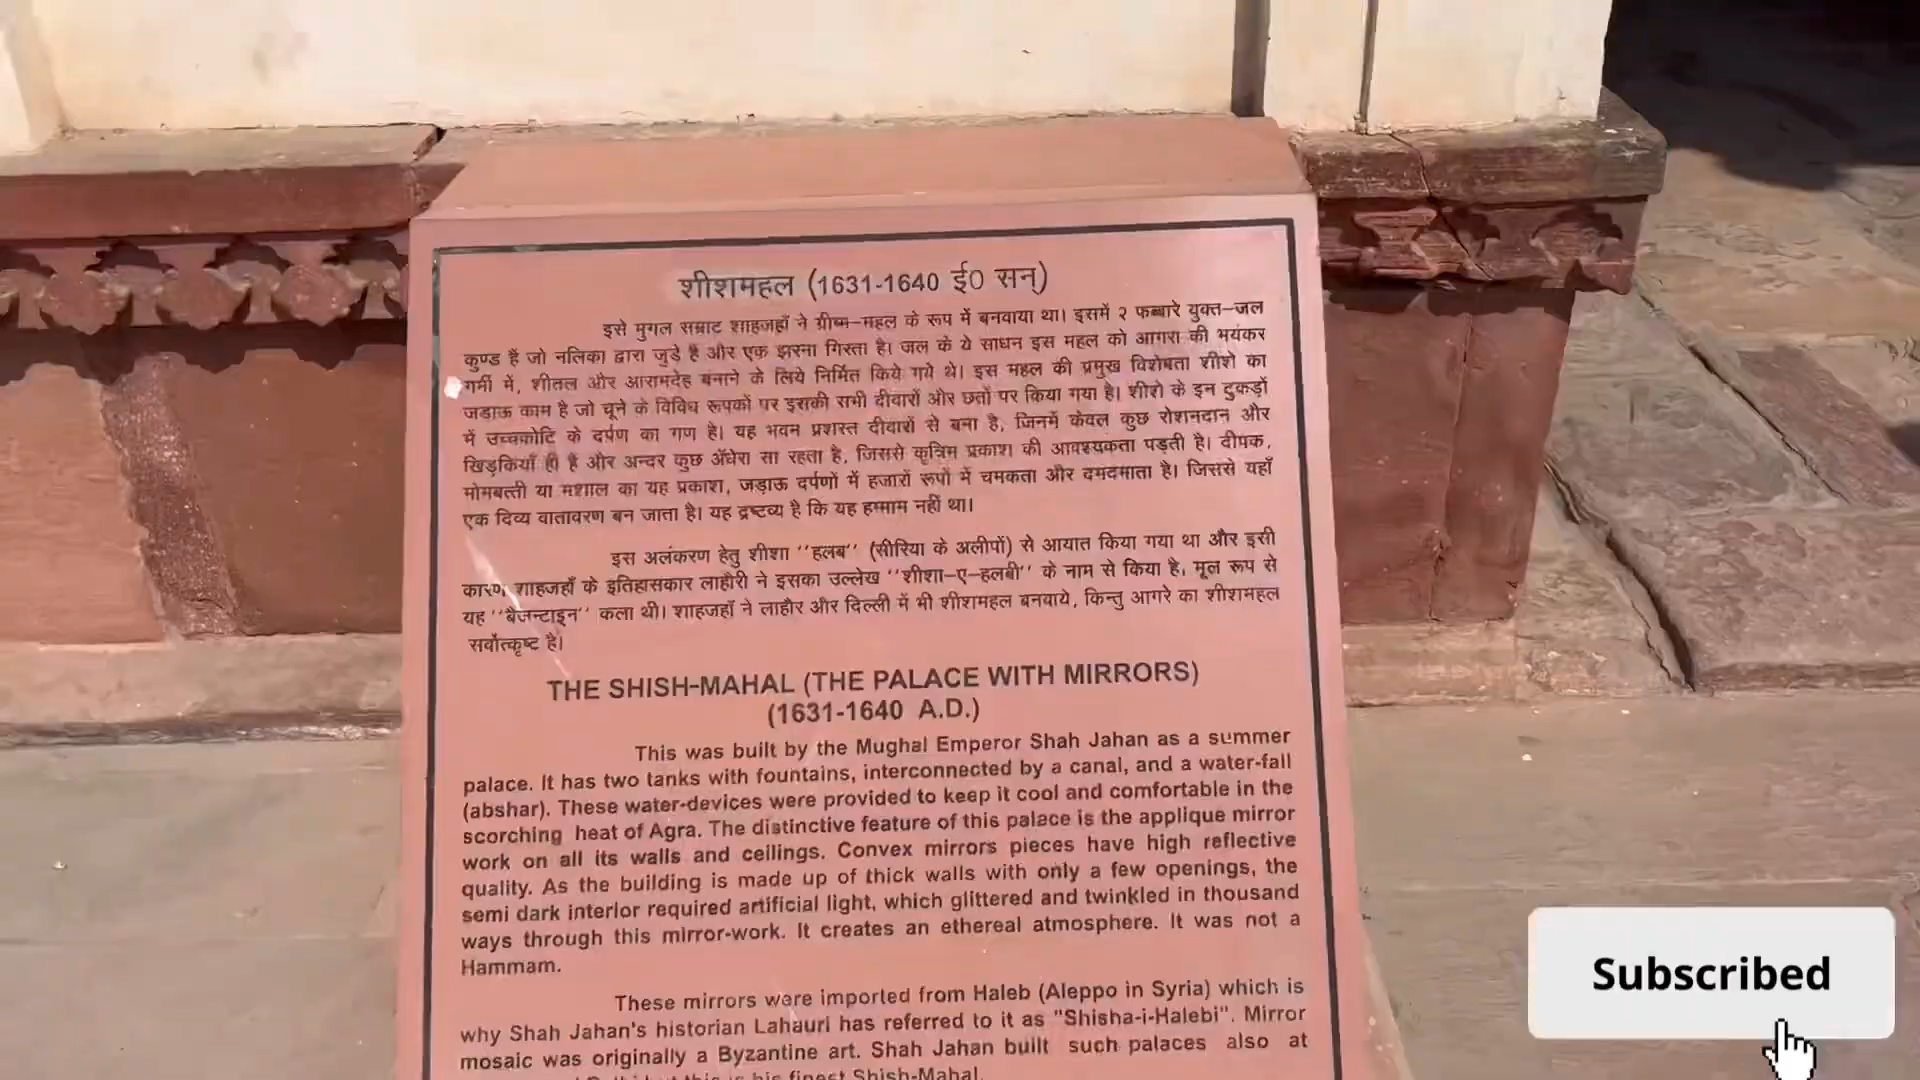 शीशमहल (1631-1640 ई0 सन्)
इसे मुगल सम्राट शाहजहाँ ने ग्रीष्म–महल के रूप में बनवाया था। इसमें २ फब्बारे युक्त–जल
कुण्ड हैं जो नलिका द्वारा जुड़े है और एक झरना गिरता है। जल के ये साधन इस महल को आगरा की भयंकर
गर्मी में, शीतल और आरामदेह बनाने के लिये निर्मित किये गये थे। इस महल की प्रमुख विशेषता शीशे का
जड़ाऊ काम है जो चूने के विविध रूपकों पर इसकी सभी दीवारों और छतों पर किया गया है। शीशे के इन टुकड़ों
में उच्चकोटि के दर्पण का गण है। यह भवन प्रशस्त दीवारों से बना है, जिनमें केवल कुछ रोशनदान और
खिड़कियाँ ही हैं और अन्दर कुछ अँधेरा सा रहता है, जिससे कृत्रिम प्रकाश की आवश्यकता पड़ती है। दीपक,
मोमबत्ती या मशाल का यह प्रकाश, जड़ाऊ दर्पणों में हजारों रूपों में चमकता और दमदमाता है। जिससे यहाँ
एक दिव्य वातावरण बन जाता है। यह द्रष्टव्य है कि यह हम्माम नहीं था।
इस अलंकरण हेतु शीशा ''हलब'' (सीरिया के अलीपों) से आयात किया गया था और इसी
कारण शाहजहाँ के इतिहासकार लाहौरी ने इसका उल्लेख ''शीशा–ए–हलबी'' के नाम से किया है, मूल रूप से
यह ''बैजन्टाइन'' कला थी। शाहजहाँ ने लाहौर और दिल्ली में भी शीशमहल बनवाये, किन्तु आगरे का शीशमहल
सर्वोत्कृष्ट है।
THE SHISH-MAHAL (THE PALACE WITH MIRRORS)
(1631-1640 A.D.)
This was built by the Mughal Emperor Shah Jahan as a summer
palace. It has two tanks with fountains, interconnected by a canal, and a water-fall
(abshar). These water-devices were provided to keep it cool and comfortable in the
scorching heat of Agra. The distinctive feature of this palace is the applique mirror
work on all its walls and ceilings. Convex mirrors pieces have high reflective
quality. As the building is made up of thick walls with only a few openings, the
semi dark interior required artificial light, which glittered and twinkled in thousand
ways through this mirror-work. It creates an ethereal atmosphere. It was not a
Hammam.
These mirrors were imported from Haleb (Aleppo in Syria) which is
why Shah Jahan's historian Lahauri has referred to it as "Shisha-i-Halebi". Mirror
mosaic was originally a Byzantine art. Shah Jahan built such palaces also at
this is his finest Shish-Mahal.
Subscribed